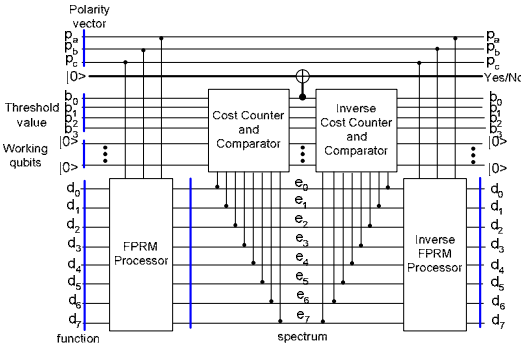 Polarity
vector
pa
pb
pc
|0>
Threshold
value
b0
b1
b2
b3
Working
qubits
|0>
|0>
d0
d1
d2
d3
d4
d5
d6
d7
function
FPRM
Processor
Cost Counter
and
Comparator
Inverse
Cost Counter
and
Comparator
e0
e1
e2
e3
e4
e5
e6
e7
spectrum
Inverse
FPRM
Processor
pa
pb
pc
Yes/No
b0
b1
b2
b3
|0>
|0>
d0
d1
d2
d3
d4
d5
d6
d7